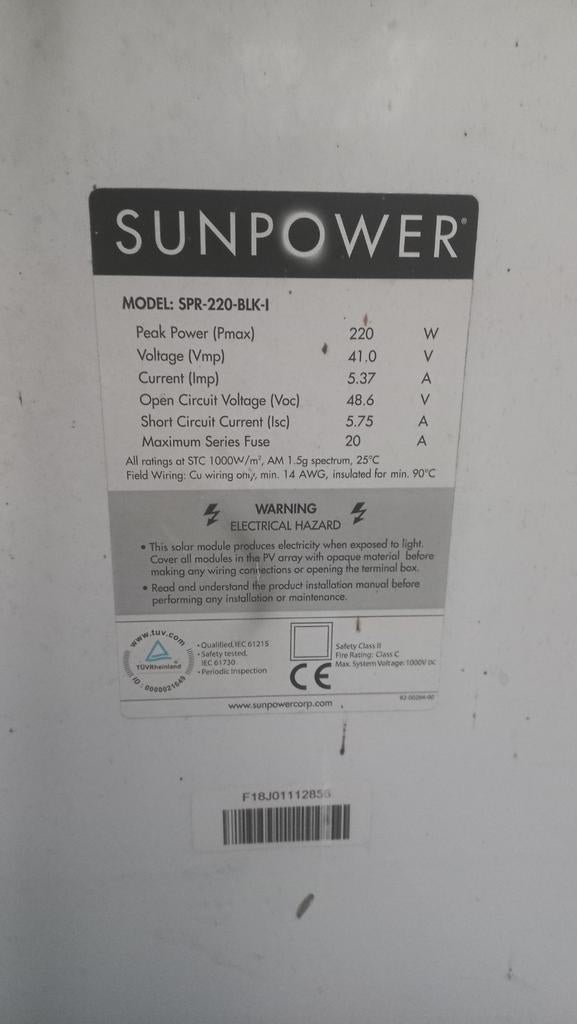 SUNPOWER®
MODEL: SPR-220-BLK-I
Peak Power (Pmax) 220 W
Voltage (Vmp) 41.0 V
Current (Imp) 5.37 A
Open Circuit Voltage (Voc) 48.6 V
Short Circuit Current (Isc) 5.75 A
Maximum Series Fuse 20 A
All ratings at STC 1000W/m², AM 1.5g spectrum, 25°C
Field Wiring: Cu wiring only, min. 14 AWG, insulated for min. 90°C
WARNING
ELECTRICAL HAZARD
• This solar module produces electricity when exposed to light.
Cover all modules in the PV array with opaque material before
making any wiring connections or opening the terminal box.
• Read and understand the product installation manual before
performing any installation or maintenance.
www.tuv.com
TÜVRheinland®
ID: 0000021649
• Qualified, IEC 61215
• Safety tested,
IEC 61730
• Periodic Inspection
CE
Safety Class II
Fire Rating: Class C
Max. System Voltage: 1000V DC
www.sunpowercorp.com